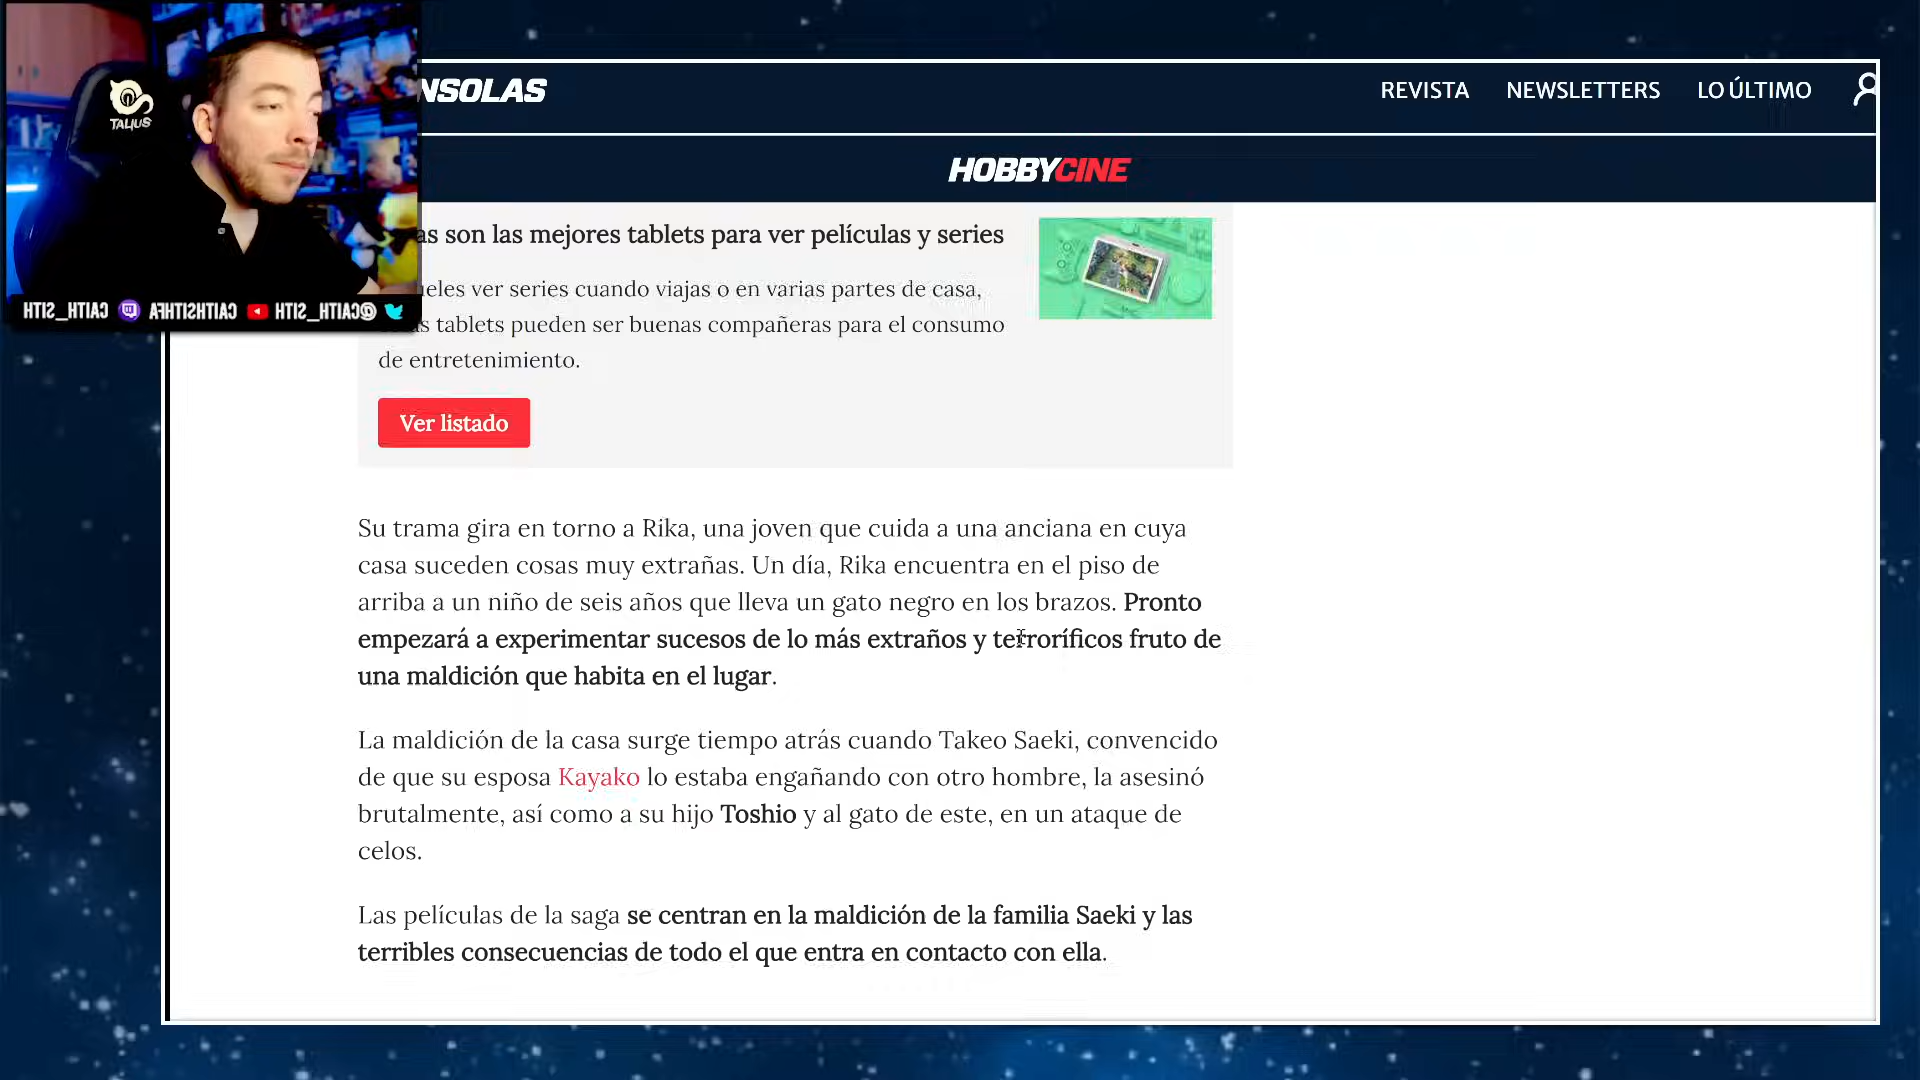 TALIUS
CAITH_SITH CAITHSITHFA @CAITH_SITH
NSOLAS
REVISTA NEWSLETTERS LO ÚLTIMO
HOBBYCINE
as son las mejores tablets para ver películas y series
eles ver series cuando viajas o en varias partes de casa,
s tablets pueden ser buenas compañeras para el consumo
de entretenimiento.
Ver listado
Su trama gira en torno a Rika, una joven que cuida a una anciana en cuya
casa suceden cosas muy extrañas. Un día, Rika encuentra en el piso de
arriba a un niño de seis años que lleva un gato negro en los brazos. Pronto
empezará a experimentar sucesos de lo más extraños y terroríficos fruto de
una maldición que habita en el lugar.
La maldición de la casa surge tiempo atrás cuando Takeo Saeki, convencido
de que su esposa Kayako lo estaba engañando con otro hombre, la asesinó
brutalmente, así como a su hijo Toshio y al gato de este, en un ataque de
celos.
Las películas de la saga se centran en la maldición de la familia Saeki y las
terribles consecuencias de todo el que entra en contacto con ella.